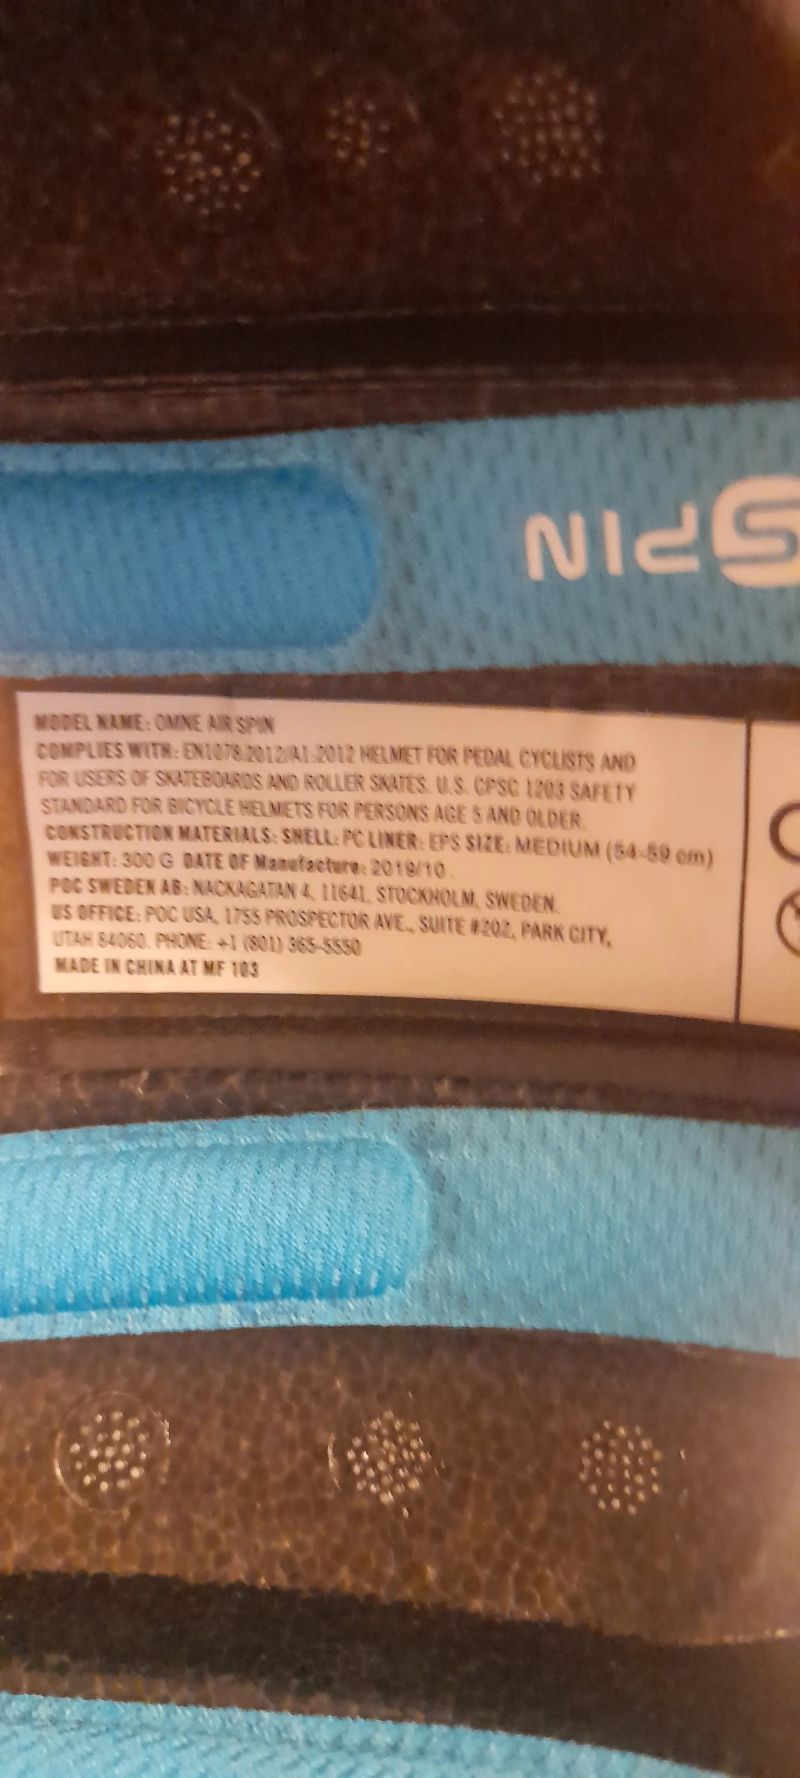 SPIN
MODEL NAME: OMNE AIR SPIN
COMPLIES WITH: EN1078:2012/A1:2012 HELMET FOR PEDAL CYCLISTS AND
FOR USERS OF SKATEBOARDS AND ROLLER SKATES. U.S. CPSC 1203 SAFETY
STANDARD FOR BICYCLE HELMETS FOR PERSONS AGE 5 AND OLDER.
CONSTRUCTION MATERIALS: SHELL: PC LINER: EPS SIZE: MEDIUM (54-59 cm)
WEIGHT: 300 G DATE OF Manufacture: 2019/10
POC SWEDEN AB: NACKAGATAN 4, 11641, STOCKHOLM, SWEDEN.
US OFFICE: POC USA, 1755 PROSPECTOR AVE., SUITE #202, PARK CITY,
UTAH 84060. PHONE: +1 (801) 365-5550
MADE IN CHINA AT MF 103